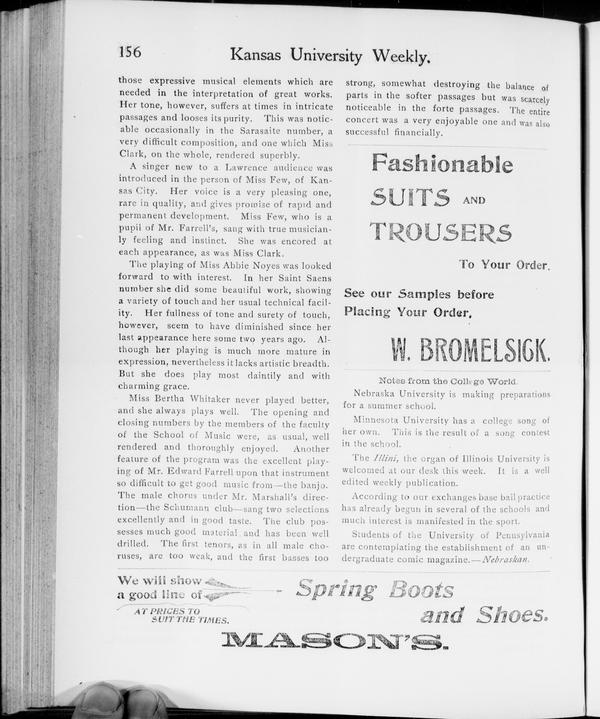 156
Kansas University Weekly.
those expressive musical elements which are
needed in the interpretation of great works.
Her tone, however, suffers at times in intricate
passages and looses its purity. This was notic-
able occasionally in the Sarasaite number, a
very difficult composition, and one which Miss
Clark, on the whole, rendered superbly.
A singer new to a Lawrence audience was
introduced in the person of Miss Few, of Kan-
sas City. Her voice is a very pleasing one,
rare in quality, and gives promise of rapid and
permanent development. Miss Few, who is a
pupil of Mr. Farrell's, sang with true musician-
ly feeling and instinct. She was encored at
each appearance, as was Miss Clark.
The playing of Miss Abbie Noyes was looked
forward to with interest. In her Saint Saens
number she did some beautiful work, showing
a variety of touch and her usual technical facil-
ity. Her fullness of tone and surety of touch,
however, seem to have diminished since her
last appearance here some two years ago. Al-
though her playing is much more mature in
expression, nevertheless it lacks artistic breadth.
But she does play most daintily and with
charming grace.
Miss Bertha Whitaker never played better,
and she always plays well. The opening and
closing numbers by the members of the faculty
of the School of Music were, as usual, well
rendered and thoroughly enjoyed. Another
feature of the program was the excellent play-
ing of Mr. Edward Farrell upon that instrument
so difficult to get good music from—the banjo.
The male chorus under Mr. Marshall's direc-
tion—the Schumann club—sang two selections
excellently and in good taste. The club pos-
sesses much good material and has been well
drilled. The first tenors, as in all male cho-
ruses, are too weak, and the first basses too
strong, somewhat destroying the balance of
parts in the softer passages but was scarcely
noticeable in the forte passages. The entire
concert was a very enjoyable one and was also
successful financially.
Fashionable
SUITS AND
TROUSERS
To Your Order.
See our Samples before
Placing Your Order.
W. BROMELSICK.
Notes from the College World.
Nebraska University is making preparations
for a summer school.
Minnesota University has a college song of
her own. This is the result of a song contest
in the school.
The Illini, the organ of Illinois University is
welcomed at our desk this week. It is a well
edited weekly publication.
According to our exchanges base ball practice
has already begun in several of the schools and
much interest is manifested in the sport.
Students of the University of Pennsylvania
are contemplating the establishment of an un-
dergraduate comic magazine.—Nebraskan.
We will show
a good line of
AT PRICES TO
SUIT THE TIMES.
Spring Boots
and Shoes.
MASON'S.